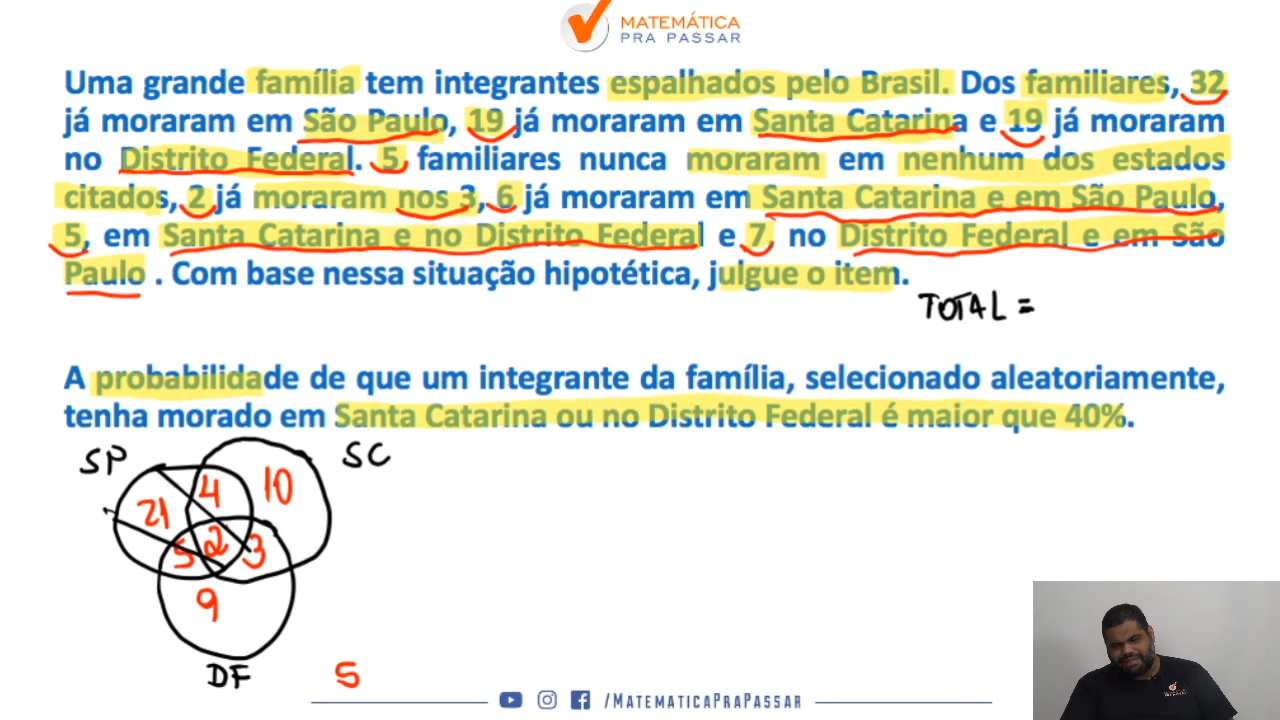 MATEMÁTICA
PRA PASSAR
Uma grande família tem integrantes espalhados pelo Brasil. Dos familiares, 32
já moraram em São Paulo, 19 já moraram em Santa Catarina e 19 já moraram
no Distrito Federal. 5 familiares nunca moraram em nenhum dos estados
citados, 2 já moraram nos 3, 6 já moraram em Santa Catarina e em São Paulo,
5, em Santa Catarina e no Distrito Federal e 7, no Distrito Federal e em São
Paulo . Com base nessa situação hipotética, julgue o item.
TOTAL =
A probabilidade de que um integrante da família, selecionado aleatoriamente,
tenha morado em Santa Catarina ou no Distrito Federal é maior que 40%.
SP
SC
21 4 10
5 2 3
9
DF
5
/MATEMATICAPRAPASSAR